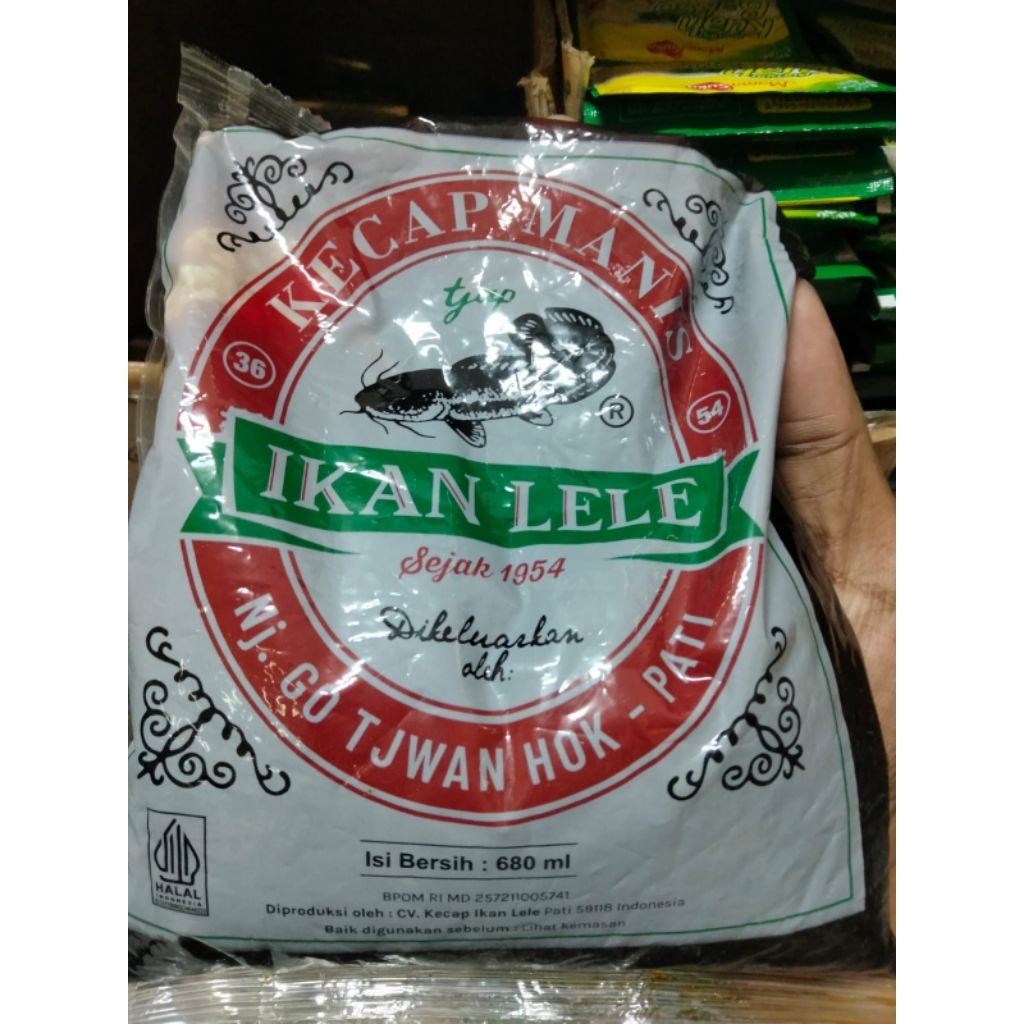 KECAP MANIS
tjap
36
54
®
IKAN LELE
Sejak 1954
Dikeluarkan
oleh:
Nj. GO TJWAN HOK - PATI
Isi Bersih : 680 ml
HALAL
INDONESIA
BPOM RI MD 257211005741
Diproduksi oleh : CV. Kecap Ikan Lele Pati 59118 Indonesia
Baik digunakan sebelum : Lihat Kemasan